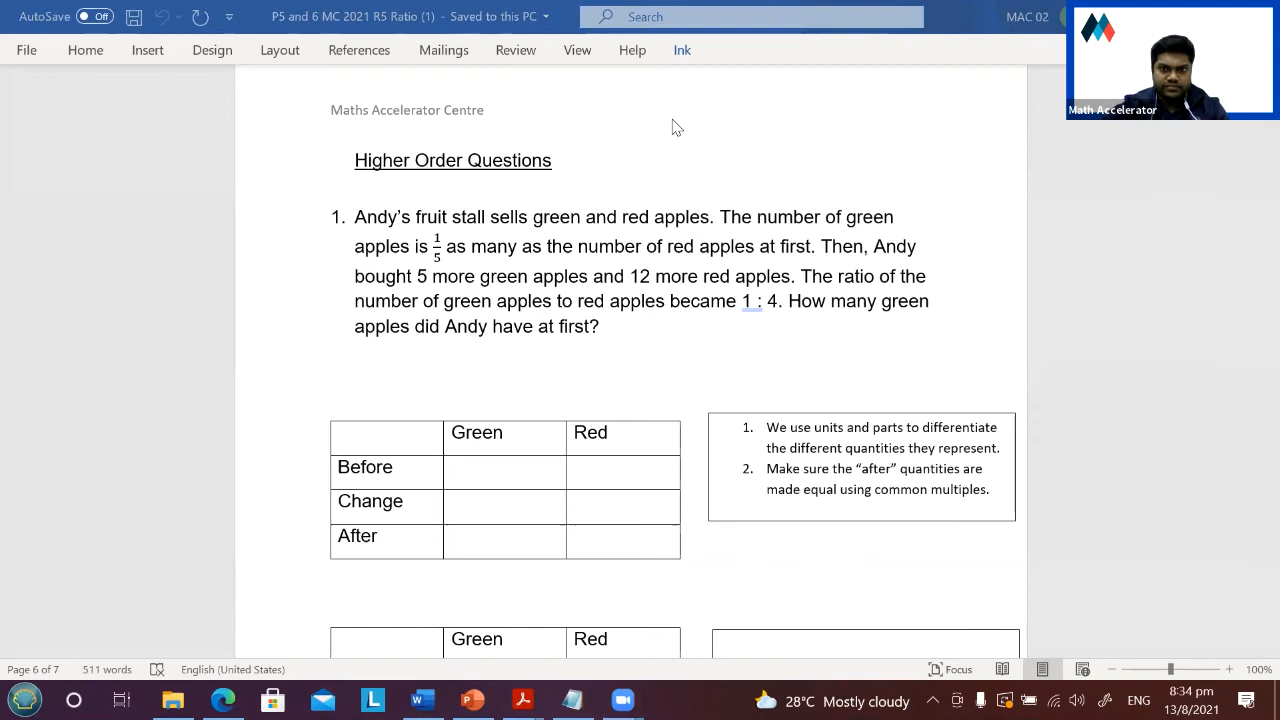 AutoSave Off P5 and 6 MC 2021 R5 Ratio (1) - Saved to this PC Search MAC 02
File Home Insert Design Layout References Mailings Review View Help Ink
Math Accelerator
Maths Accelerator Centre
Higher Order Questions
1. Andy’s fruit stall sells green and red apples. The number of green
apples is 1/5 as many as the number of red apples at first. Then, Andy
bought 5 more green apples and 12 more red apples. The ratio of the
number of green apples to red apples became 1 : 4. How many green
apples did Andy have at first?
Green Red
Before
Change
After
1. We use units and parts to differentiate
the different quantities they represent.
2. Make sure the “after” quantities are
made equal using common multiples.
Green Red
Page 6 of 7 511 words English (United States) Focus 100%
28°C Mostly cloudy ENG 8:34 pm
13/8/2021